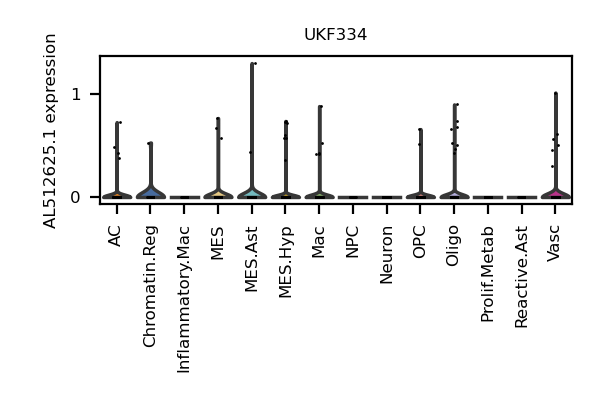 UKF334
AL512625.1 expression
1
0
AC
Chromatin.Reg
Inflammatory.Mac
MES
MES.Ast
MES.Hyp
Mac
NPC
Neuron
OPC
Oligo
Prolif.Metab
Reactive.Ast
Vasc